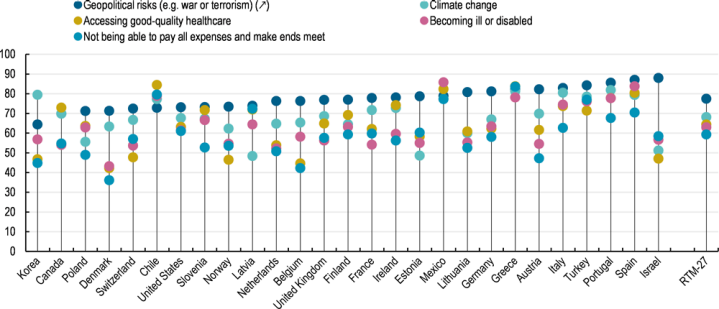 Geopolitical risks (e.g. war or terrorism) (↗)
Climate change
Accessing good-quality healthcare
Becoming ill or disabled
Not being able to pay all expenses and make ends meet
100
90
80
70
60
50
40
30
20
10
0
Korea
Canada
Poland
Denmark
Switzerland
Chile
United States
Slovenia
Norway
Latvia
Netherlands
Belgium
United Kingdom
Finland
France
Ireland
Estonia
Mexico
Lithuania
Germany
Greece
Austria
Italy
Turkey
Portugal
Spain
Israel
RTM-27